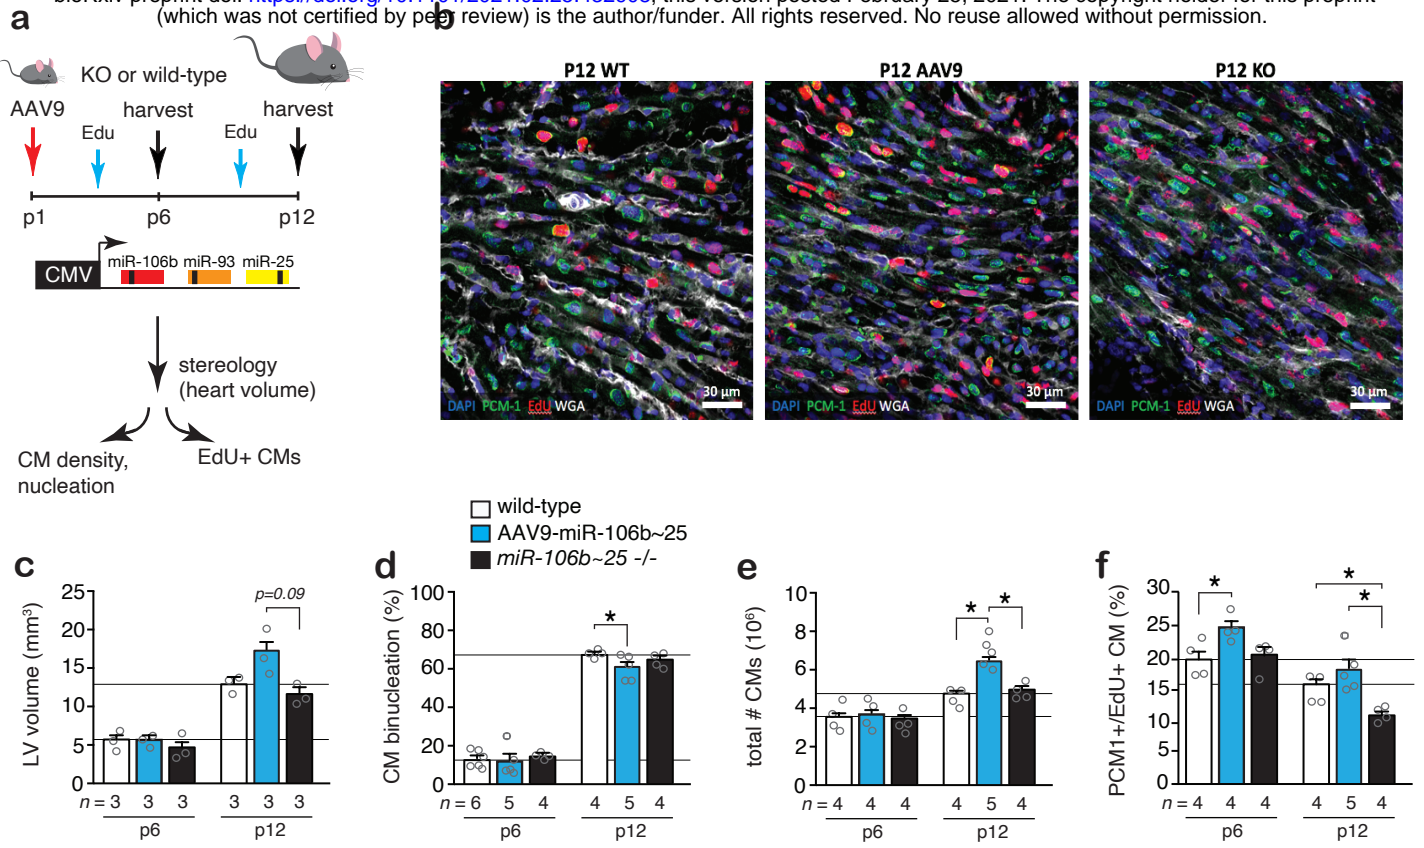 (which was not certified by peer review) is the author/funder. All rights reserved. No reuse allowed without permission.
a
KO or wild-type
AAV9
harvest
harvest
Edu
Edu
p1
p6
p12
CMV
miR-106b
miR-93
miR-25
stereology
(heart volume)
CM density,
nucleation
EdU+ CMs
b
P12 WT
P12 AAV9
P12 KO
30 µm
30 µm
30 µm
DAPI PCM-1 EdU WGA
DAPI PCM-1 EdU WGA
DAPI PCM-1 EdU WGA
wild-type
AAV9-miR-106b~25
miR-106b~25 -/-
c
LV volume (mm³)
25
20
15
10
5
0
p=0.09
n = 3 3 3 3 3 3
p6 p12
d
CM binucleation (%)
100
80
60
40
20
0
*
n = 6 5 4 4 5 4
p6 p12
e
total # CMs (10⁶)
10
8
6
4
2
0
* *
n = 4 4 4 4 5 4
p6 p12
f
PCM1+/EdU+ CM (%)
30
25
20
15
10
5
0
* * *
n = 4 4 4 4 5 4
p6 p12